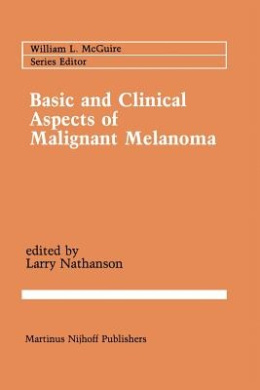 William L. McGuire
Series Editor
Basic and Clinical
Aspects of
Malignant Melanoma
edited by
Larry Nathanson
Martinus Nijhoff Publishers